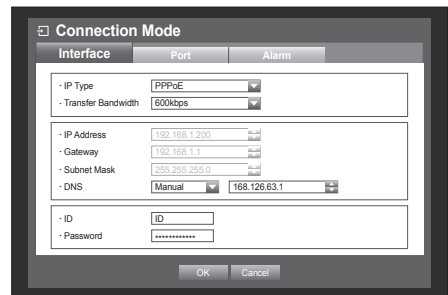 Connection Mode
Interface Port Alarm
· IP Type PPPoE
· Transfer Bandwidth 600kbps
· IP Address 192.168.1.200
· Gateway 192.168.1.1
· Subnet Mask 255.255.255.0
· DNS Manual 168.126.63.1
· ID ID
· Password ************
OK Cancel